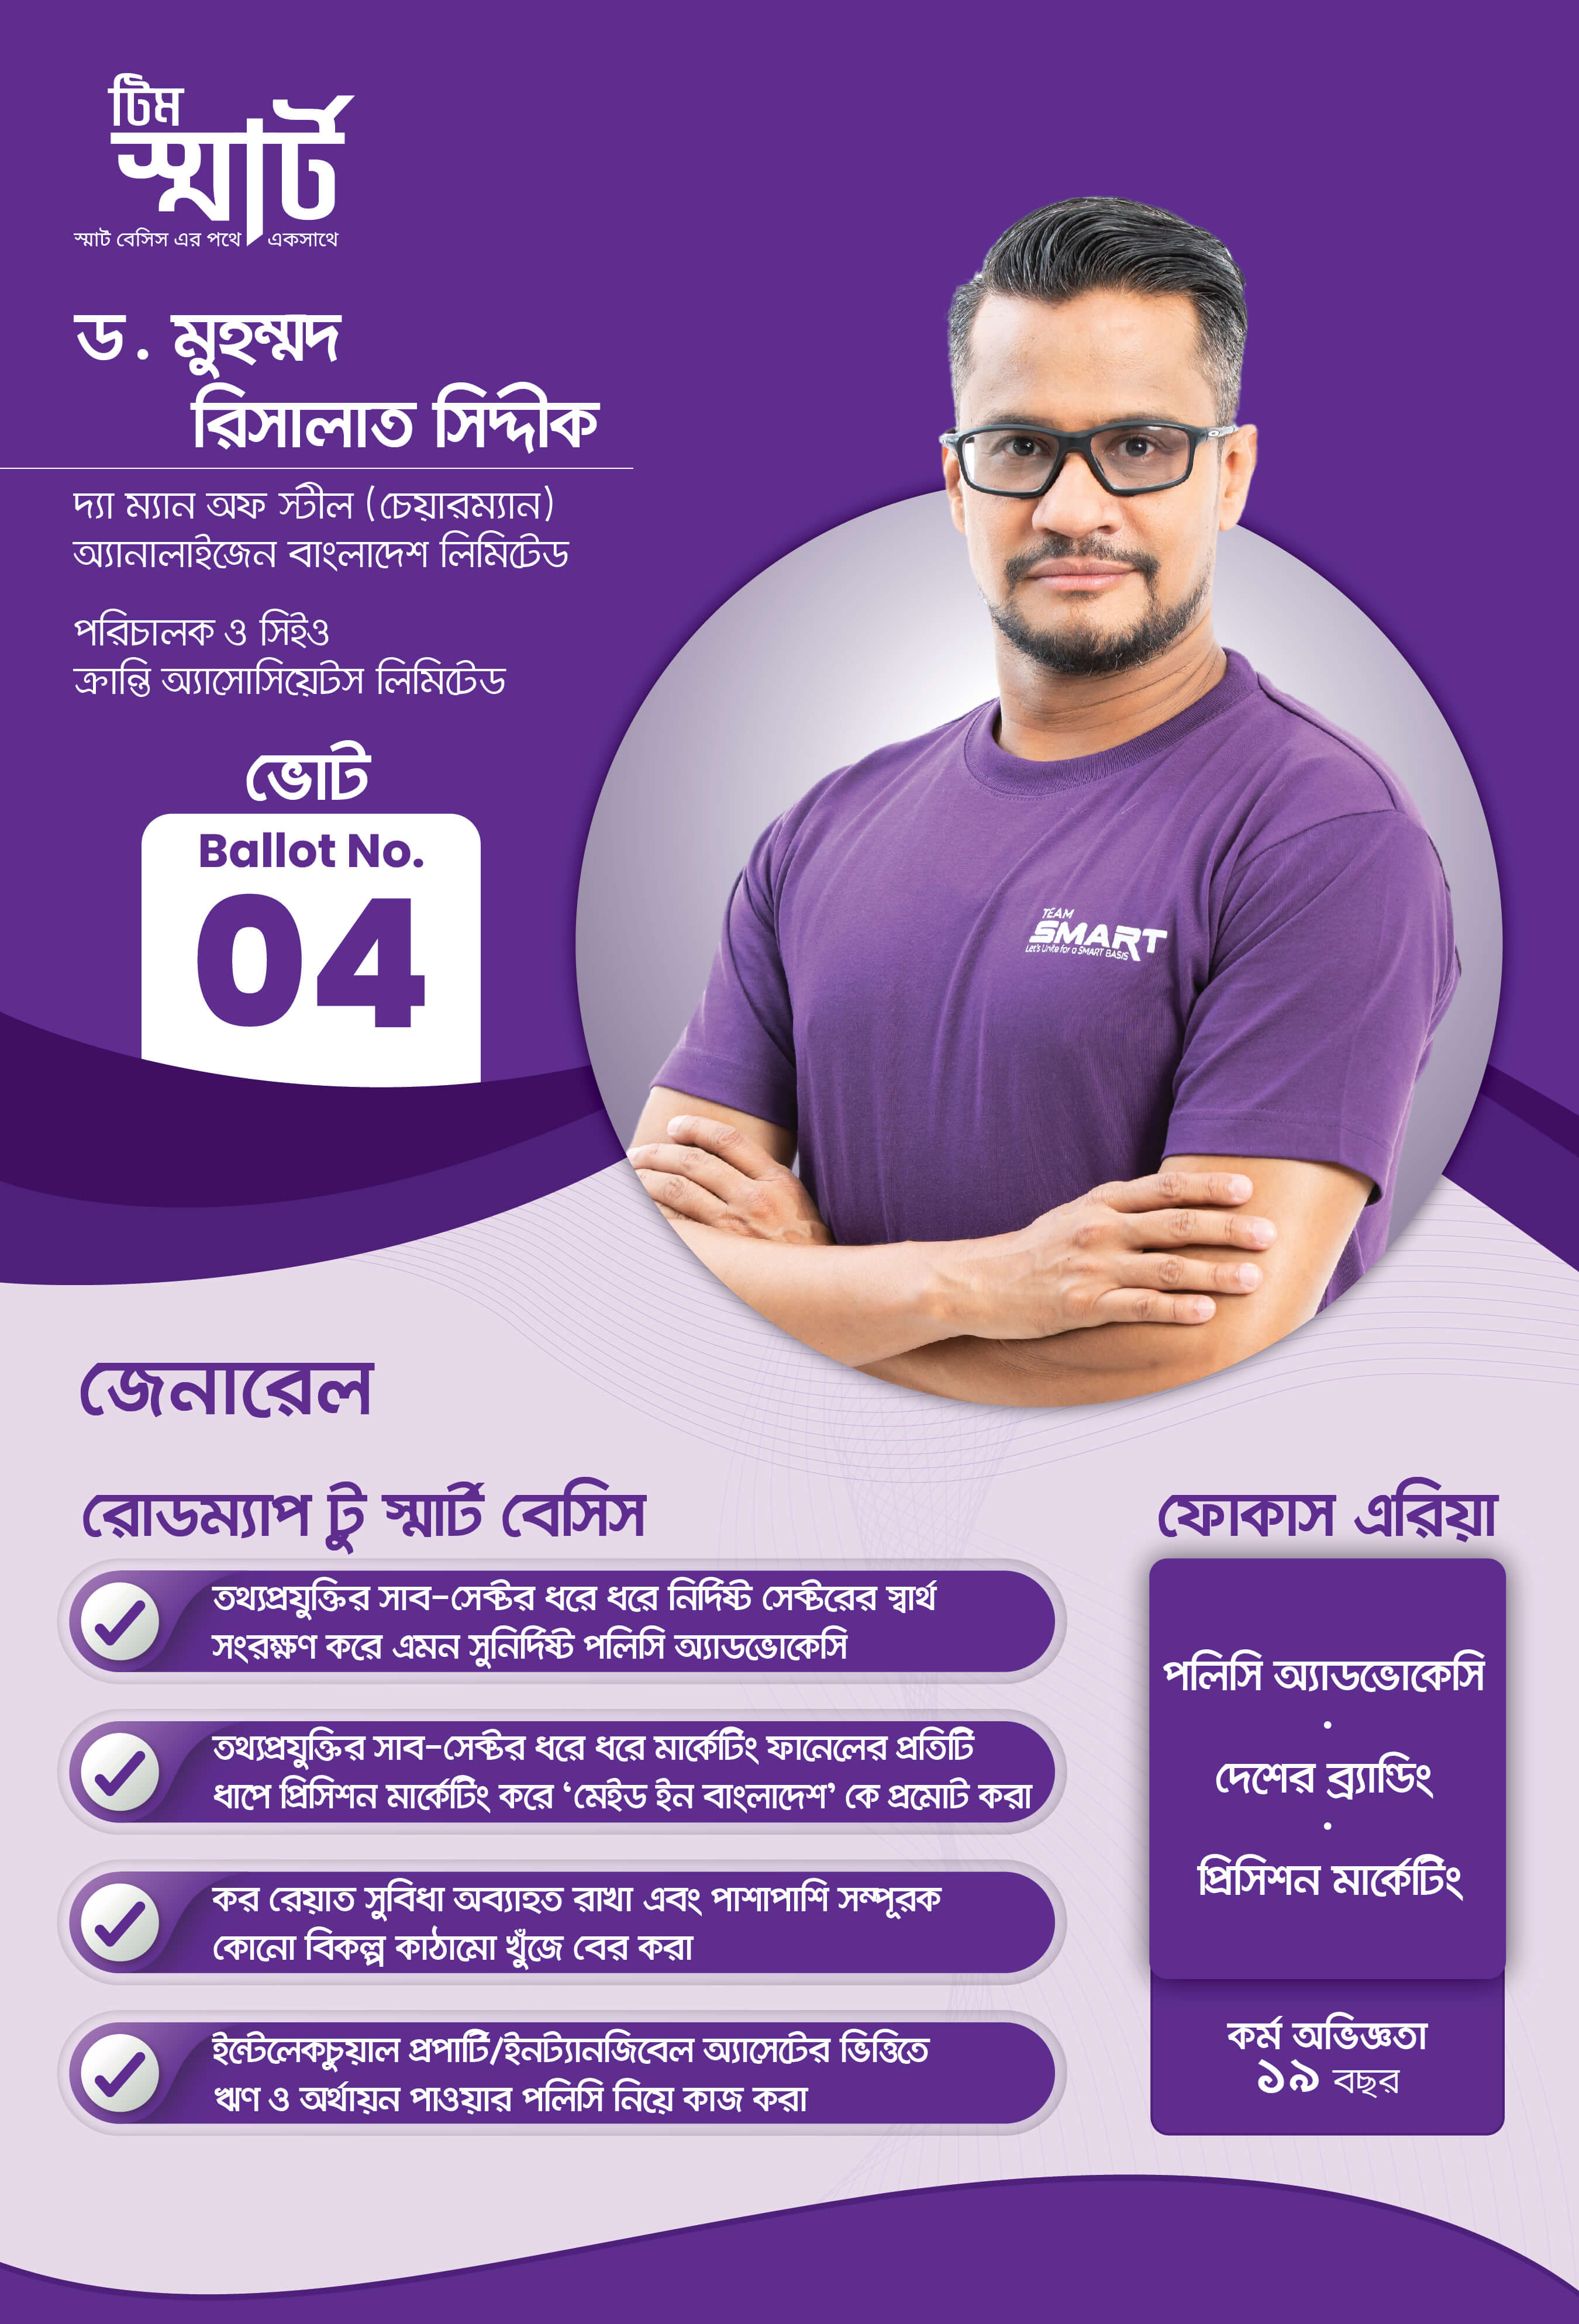 টিম
স্মার্ট
স্মার্ট বেসিস এর পথে একসাথে
ড. মুহম্মদ
রিসালাত সিদ্দীক
দ্যা ম্যান অফ স্টীল (চেয়ারম্যান)
অ্যানালাইজেন বাংলাদেশ লিমিটেড
পরিচালক ও সিইও
ক্রান্তি অ্যাসোসিয়েটস লিমিটেড
ভোট
Ballot No.
04
TEAM
SMART
Let's Unite for a SMART BASIS
জেনারেল
রোডম্যাপ টু স্মার্ট বেসিস
তথ্যপ্রযুক্তির সাব-সেক্টর ধরে ধরে নির্দিষ্ট সেক্টরের স্বার্থ
সংরক্ষণ করে এমন সুনির্দিষ্ট পলিসি অ্যাডভোকেসি
তথ্যপ্রযুক্তির সাব-সেক্টর ধরে ধরে মার্কেটিং ফানেলের প্রতিটি
ধাপে প্রিসিশন মার্কেটিং করে ‘মেইড ইন বাংলাদেশ’ কে প্রমোট করা
কর রেয়াত সুবিধা অব্যাহত রাখা এবং পাশাপাশি সম্পূরক
কোনো বিকল্প কাঠামো খুঁজে বের করা
ইন্টেলেকচুয়াল প্রপার্টি/ইনট্যানজিবেল অ্যাসেটের ভিত্তিতে
ঋণ ও অর্থায়ন পাওয়ার পলিসি নিয়ে কাজ করা
ফোকাস এরিয়া
পলিসি অ্যাডভোকেসি
·
দেশের ব্র্যান্ডিং
·
প্রিসিশন মার্কেটিং
কর্ম অভিজ্ঞতা
১৯ বছর